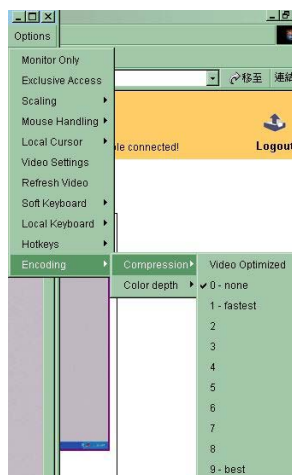 Options
Monitor Only
Exclusive Access
Scaling
Mouse Handling
Local Cursor
Video Settings
Refresh Video
Soft Keyboard
Local Keyboard
Hotkeys
Encoding
移至 連結
le connected!
Logout
Compression
Color depth
Video Optimized
0 - none
1 - fastest
2
3
4
5
6
7
8
9 - best